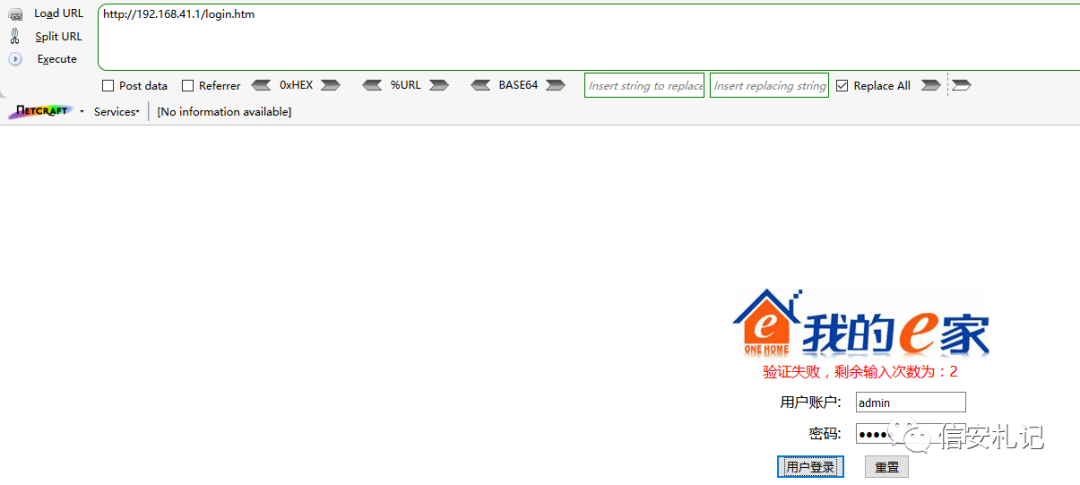 Load URL
http://192.168.41.1/login.htm
Split URL
Execute
Post data Referrer 0xHEX %URL BASE64 Insert string to replace Insert replacing string Replace All
NETCRAFT Services [No information available]
e ONE HOME 我的e家
验证失败，剩余输入次数为：2
用户账户: admin
密码: ●●●●
信安札记
用户登录 重置